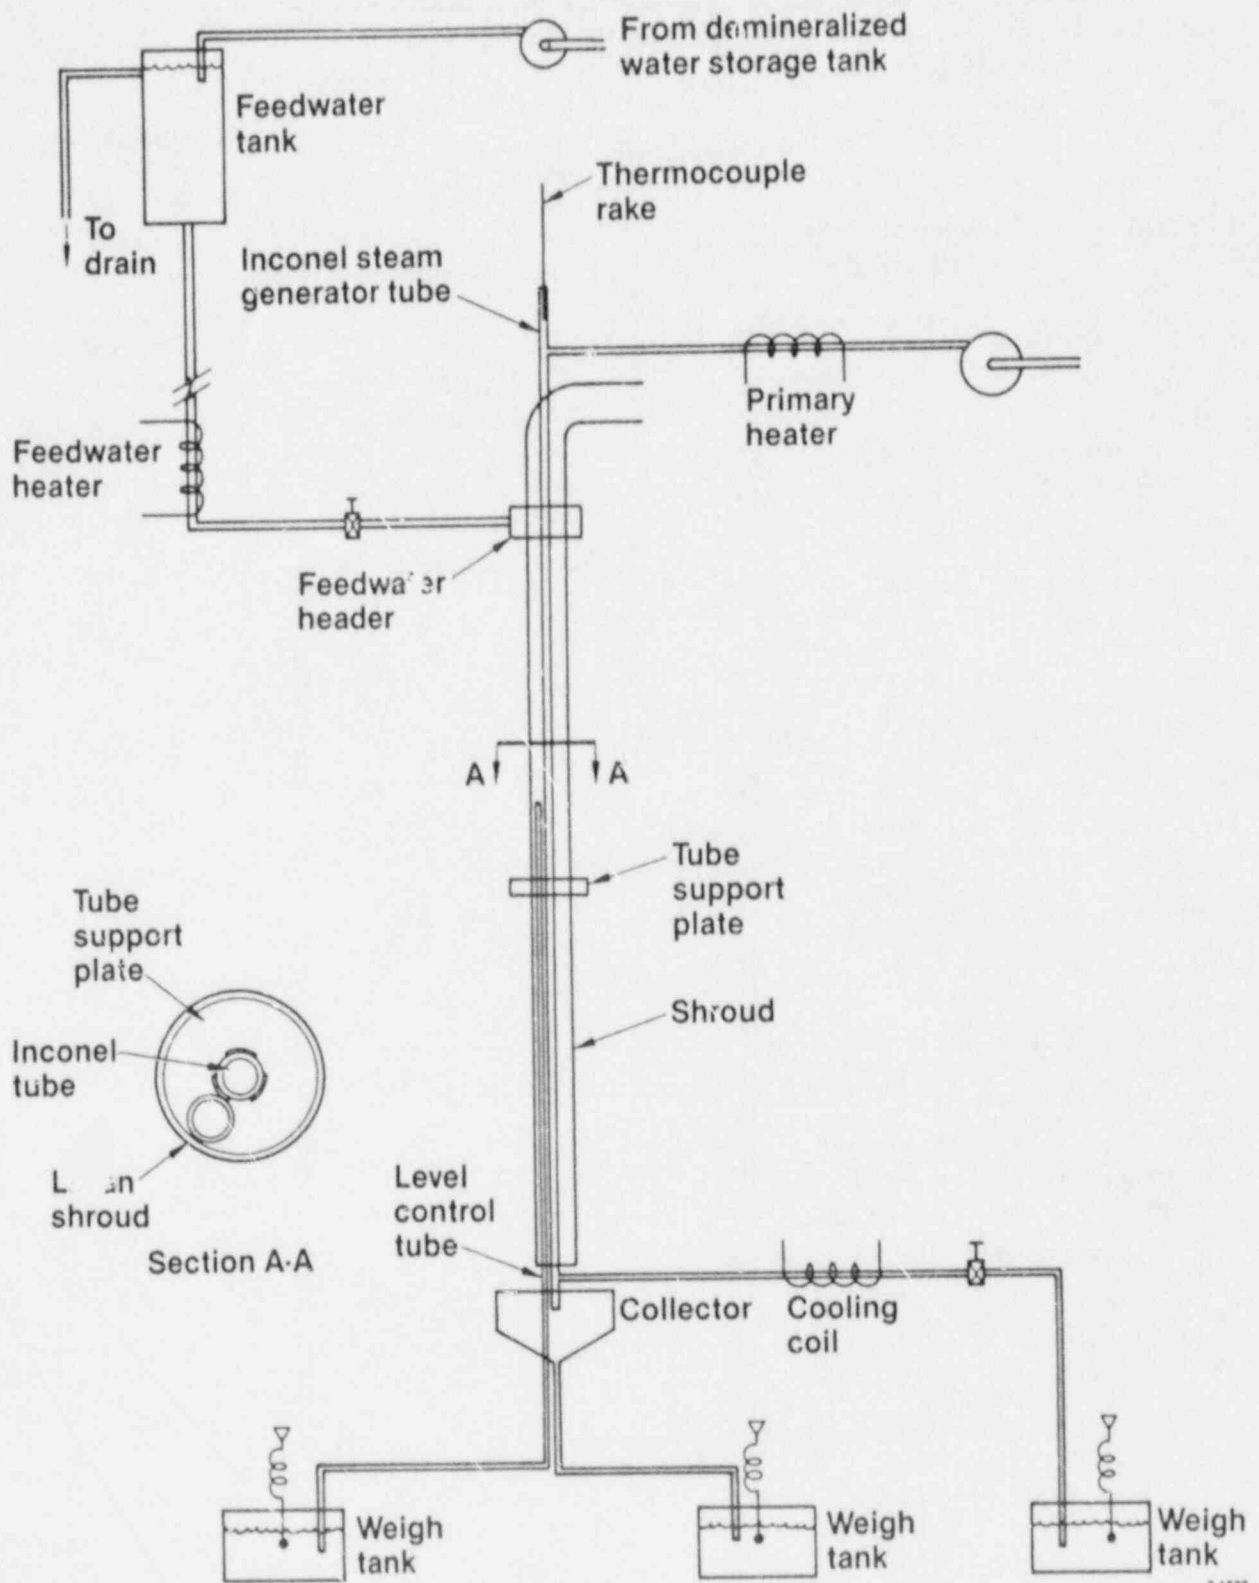 From demineralized
water storage tank
Feedwater
tank
To
drain
Thermocouple
rake
Inconel steam
generator tube
Primary
heater
Feedwater
heater
header
A
A
Tube
support
plate
Tube
support
plate
Inconel
tube
Shroud
shroud
Section A-A
Level
control
tube
Collector
Cooling
coil
Weigh
tank
Weigh
tank
Weigh
tank